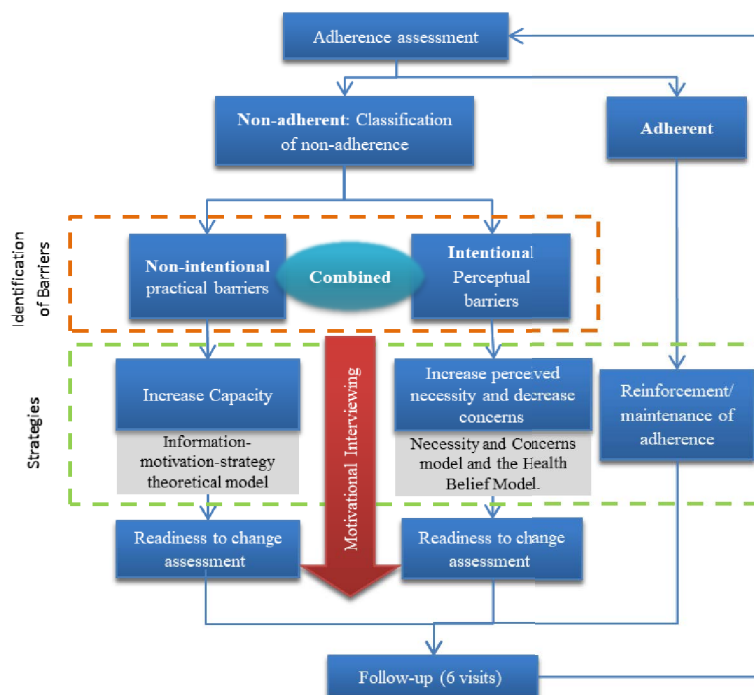 Adherence assessment
Non-adherent: Classification
of non-adherence
Adherent
Identification
of Barriers
Non-intentional
practical barriers
Combined
Intentional
Perceptual
barriers
Strategies
Increase Capacity
Information-
motivation-strategy
theoretical model
Motivational Interviewing
Increase perceived
necessity and decrease
concerns
Necessity and Concerns
model and the Health
Belief Model.
Reinforcement/
maintenance of
adherence
Readiness to change
assessment
Readiness to change
assessment
Follow-up (6 visits)